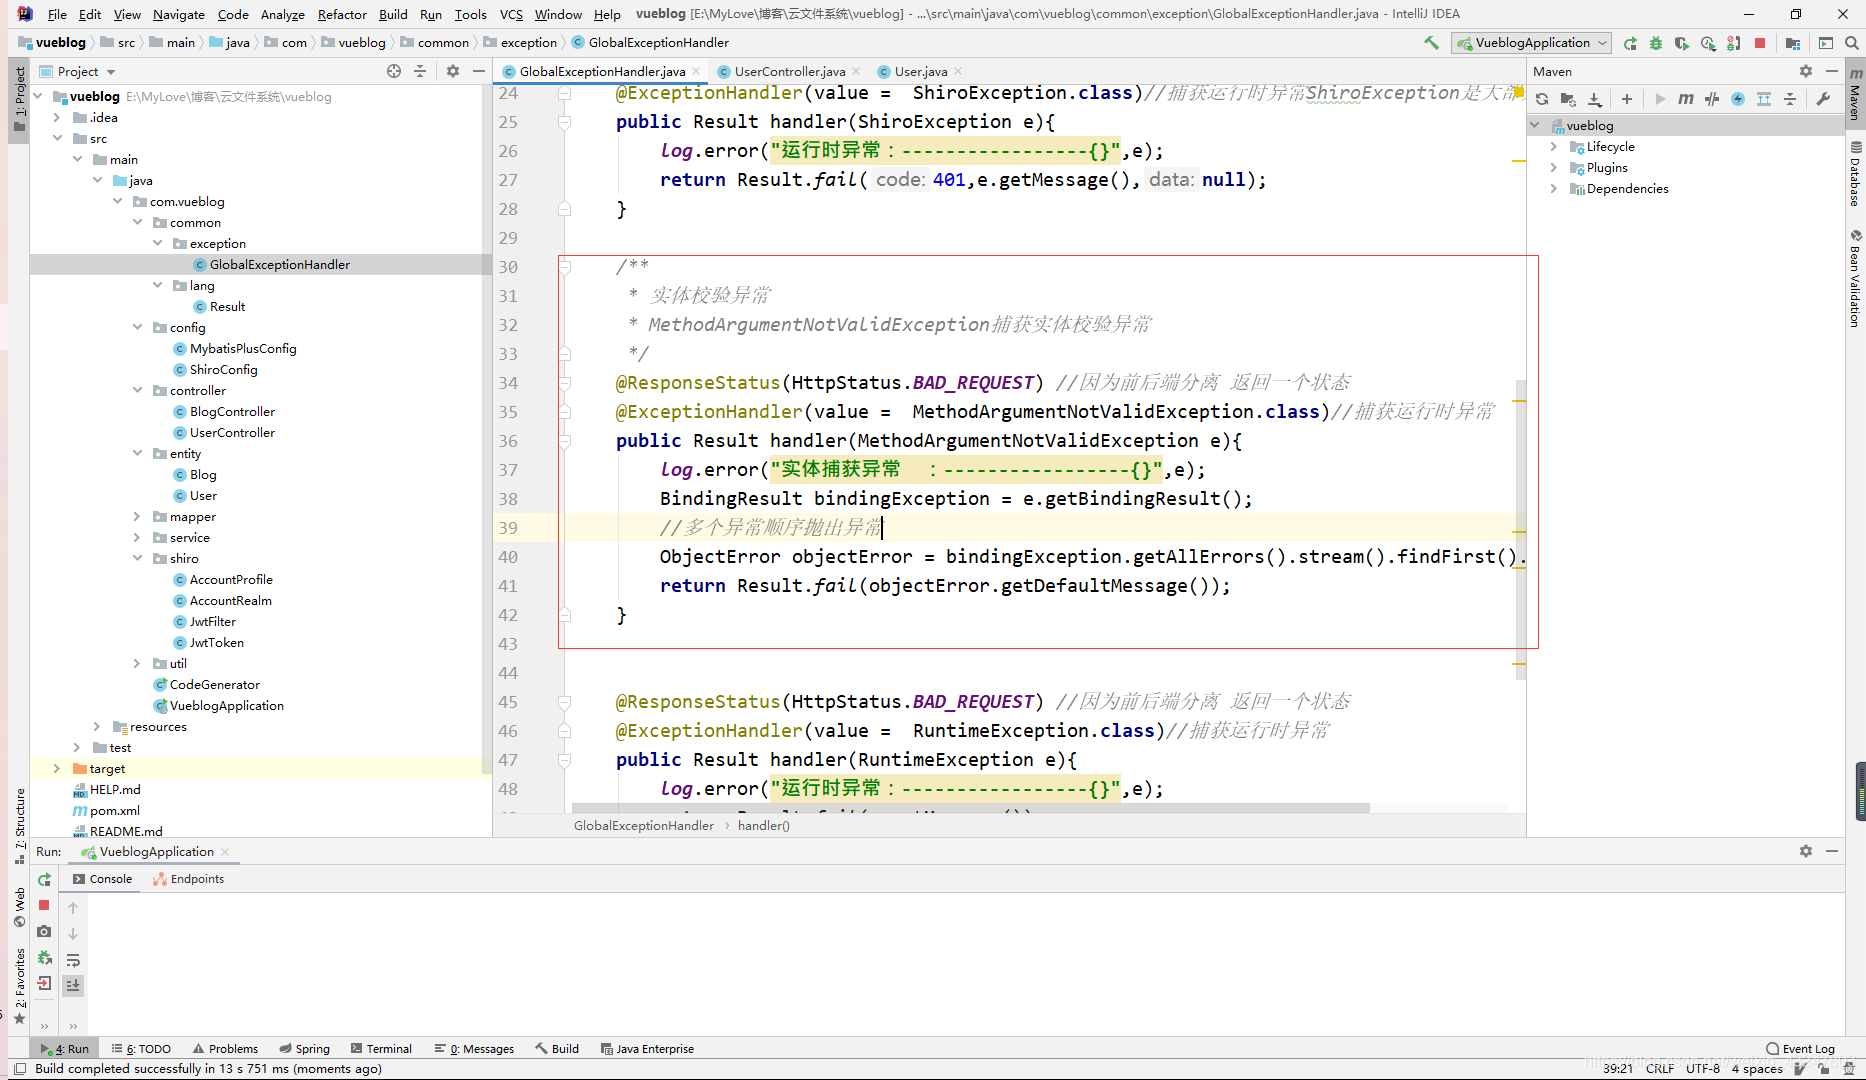 File Edit View Navigate Code Analyze Refactor Build Run Tools VCS Window Help vueblog [E:\MyLove\博客\云文件系统\vueblog] - ...\src\main\java\com\vueblog\common\exception\GlobalExceptionHandler.java - IntelliJ IDEA
vueblog src main java com vueblog common exception GlobalExceptionHandler VueblogApplication
1: Project
Project
GlobalExceptionHandler.java UserController.java User.java
Maven
vueblog E:\MyLove\博客\云文件系统\vueblog
.idea
src
main
java
com.vueblog
common
exception
GlobalExceptionHandler
lang
Result
config
MybatisPlusConfig
ShiroConfig
controller
BlogController
UserController
entity
Blog
User
mapper
service
shiro
AccountProfile
AccountRealm
JwtFilter
JwtToken
util
CodeGenerator
VueblogApplication
resources
test
target
HELP.md
pom.xml
README.md
24 @ExceptionHandler(value =  ShiroException.class)//捕获运行时异常ShiroException是大部
25 public Result handler(ShiroException e){
26 log.error("运行时异常：-----------------{}",e);
27 return Result.fail( code: 401,e.getMessage(), data: null);
28 }
29
30 /**
31 * 实体校验异常
32 * MethodArgumentNotValidException捕获实体校验异常
33 */
34 @ResponseStatus(HttpStatus.BAD_REQUEST) //因为前后端分离 返回一个状态
35 @ExceptionHandler(value =  MethodArgumentNotValidException.class)//捕获运行时异常
36 public Result handler(MethodArgumentNotValidException e){
37 log.error("实体捕获异常  ：-----------------{}",e);
38 BindingResult bindingException = e.getBindingResult();
39 //多个异常顺序抛出异常
40 ObjectError objectError = bindingException.getAllErrors().stream().findFirst().
41 return Result.fail(objectError.getDefaultMessage());
42 }
43
44
45 @ResponseStatus(HttpStatus.BAD_REQUEST) //因为前后端分离 返回一个状态
46 @ExceptionHandler(value =  RuntimeException.class)//捕获运行时异常
47 public Result handler(RuntimeException e){
48 log.error("运行时异常：-----------------{}",e);
GlobalExceptionHandler › handler()
vueblog
Lifecycle
Plugins
Dependencies
Maven
Database
Bean Validation
7: Structure
Web
2: Favorites
Run: VueblogApplication
Console Endpoints
4: Run 6: TODO Problems Spring Terminal 0: Messages Build Java Enterprise Event Log
Build completed successfully in 13 s 751 ms (moments ago) 39:21 CRLF UTF-8 4 spaces